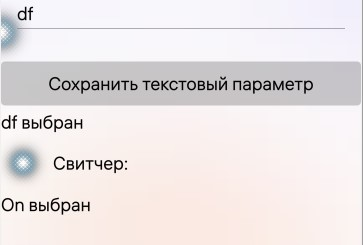 df
Сохранить текстовый параметр
df выбран
Свитчер:
On выбран